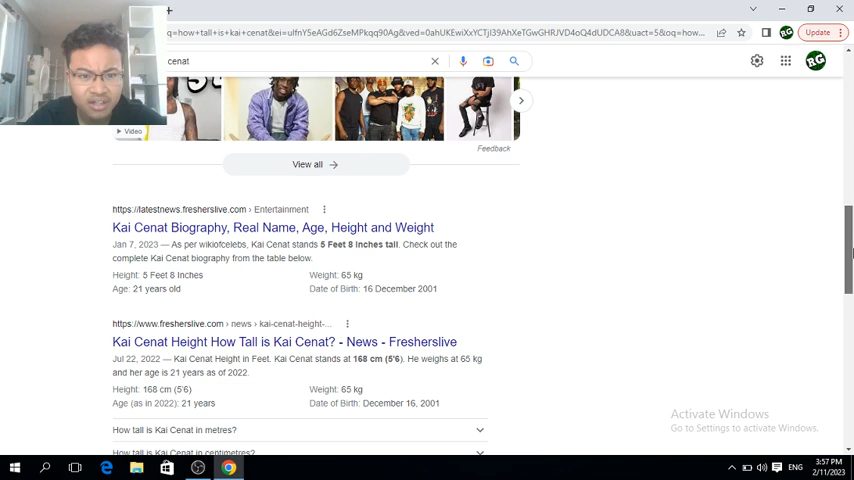 q=how+tall+is+kai+cenat&ei=ulfnY5eAGd6ZseMPkqq90Ag&ved=0ahUKEwiXxYCTjI39AhXeTGwGHRJVD4oQ4dUDCA8&uact=5&oq=how...
Update
cenat
RG
Video
Feedback
View all
https://latestnews.fresherslive.com › Entertainment
Kai Cenat Biography, Real Name, Age, Height and Weight
Jan 7, 2023 — As per wikiofcelebs, Kai Cenat stands 5 Feet 8 Inches tall. Check out the
complete Kai Cenat biography from the table below.
Height: 5 Feet 8 Inches Weight: 65 kg
Age: 21 years old Date of Birth: 16 December 2001
https://www.fresherslive.com › news › kai-cenat-height-...
Kai Cenat Height How Tall is Kai Cenat? - News - Fresherslive
Jul 22, 2022 — Kai Cenat Height in Feet. Kai Cenat stands at 168 cm (5'6). He weighs at 65 kg
and her age is 21 years as of 2022.
Height: 168 cm (5'6) Weight: 65 kg
Age (as in 2022): 21 years Date of Birth: December 16, 2001
How tall is Kai Cenat in metres?
How tall is Kai Cenat in centimetres?
Activate Windows
Go to Settings to activate Windows.
ENG
3:57 PM
2/11/2023